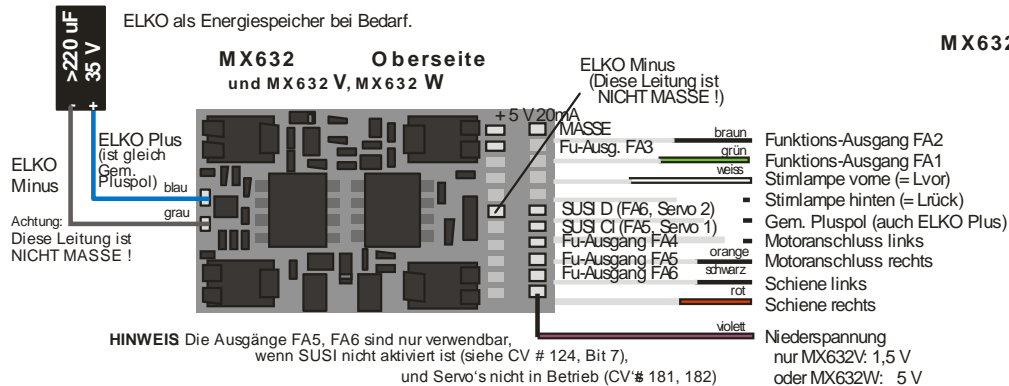 ELKO als Energiespeicher bei Bedarf.
>220 uF
35 V
- +
MX632 Oberseite
und MX632 V, MX632 W
MX632
ELKO Minus
(Diese Leitung ist
NICHT MASSE !)
ELKO Plus
(ist gleich
Gem.
Pluspol)
blau
grau
ELKO
Minus
Achtung:
Diese Leitung ist
NICHT MASSE !
+ 5 V 20mA
MASSE
Fu-Ausg. FA3
SUSI D (FA6, Servo 2)
SUSI Cl (FA5, Servo 1)
Fu-Ausgang FA4
Fu-Ausgang FA5
Fu-Ausgang FA6
braun Funktions-Ausgang FA2
grün Funktions-Ausgang FA1
weiss Stirnlampe vorne (= Lvor)
Stirnlampe hinten (= Lrück)
Gem. Pluspol (auch ELKO Plus)
Motoranschluss links
orange Motoranschluss rechts
schwarz Schiene links
rot Schiene rechts
violett Niederspannung
nur MX632V: 1,5 V
oder MX632W: 5 V
HINWEIS: Die Ausgänge FA5, FA6 sind nur verwendbar,
wenn SUSI nicht aktiviert ist (siehe CV # 124, Bit 7),
und Servo's nicht in Betrieb (CV's # 181, 182)